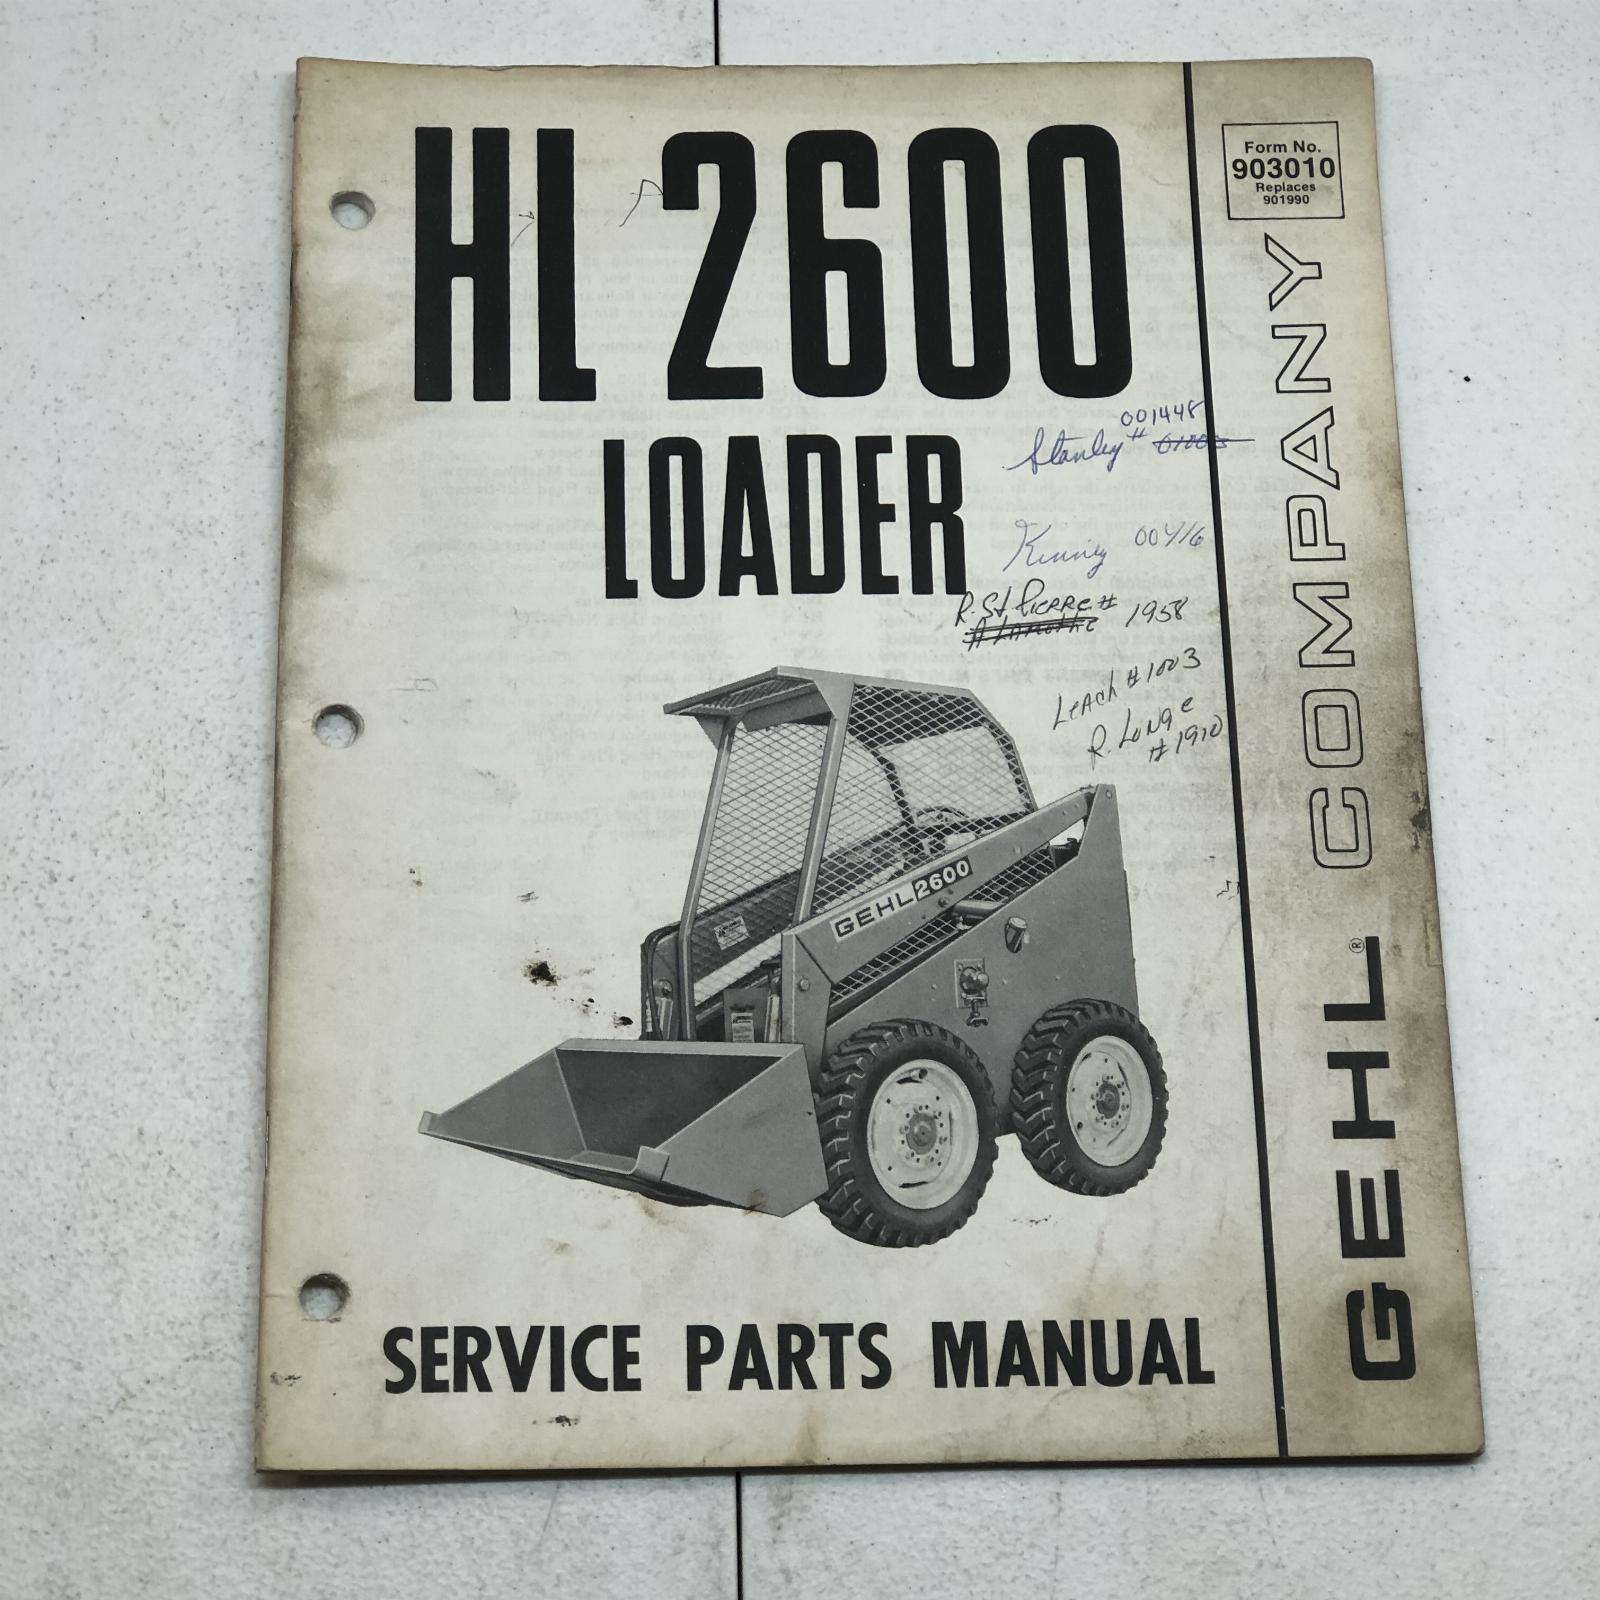 HL 2600
LOADER
Form No.
903010
Replaces
901990
001448
Stanley #
Kinney 00416
R. St. Pierre # 1958
Leach # 1003
R. Longe
# 1910
GEHL 2600
SERVICE PARTS MANUAL
GEHL® COMPANY